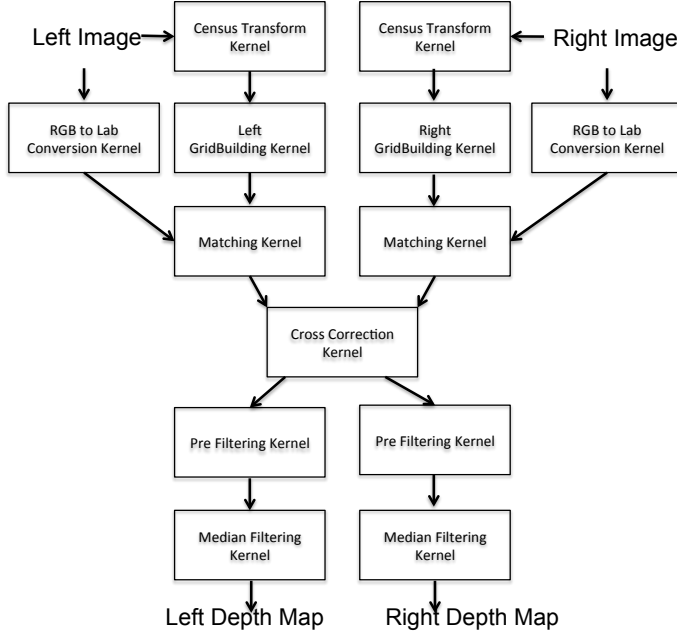 Left Image
Census Transform
Kernel
Census Transform
Kernel
Right Image
RGB to Lab
Conversion Kernel
Left
GridBuilding Kernel
Right
GridBuilding Kernel
RGB to Lab
Conversion Kernel
Matching Kernel
Matching Kernel
Cross Correction
Kernel
Pre Filtering Kernel
Pre Filtering Kernel
Median Filtering
Kernel
Median Filtering
Kernel
Left Depth Map
Right Depth Map